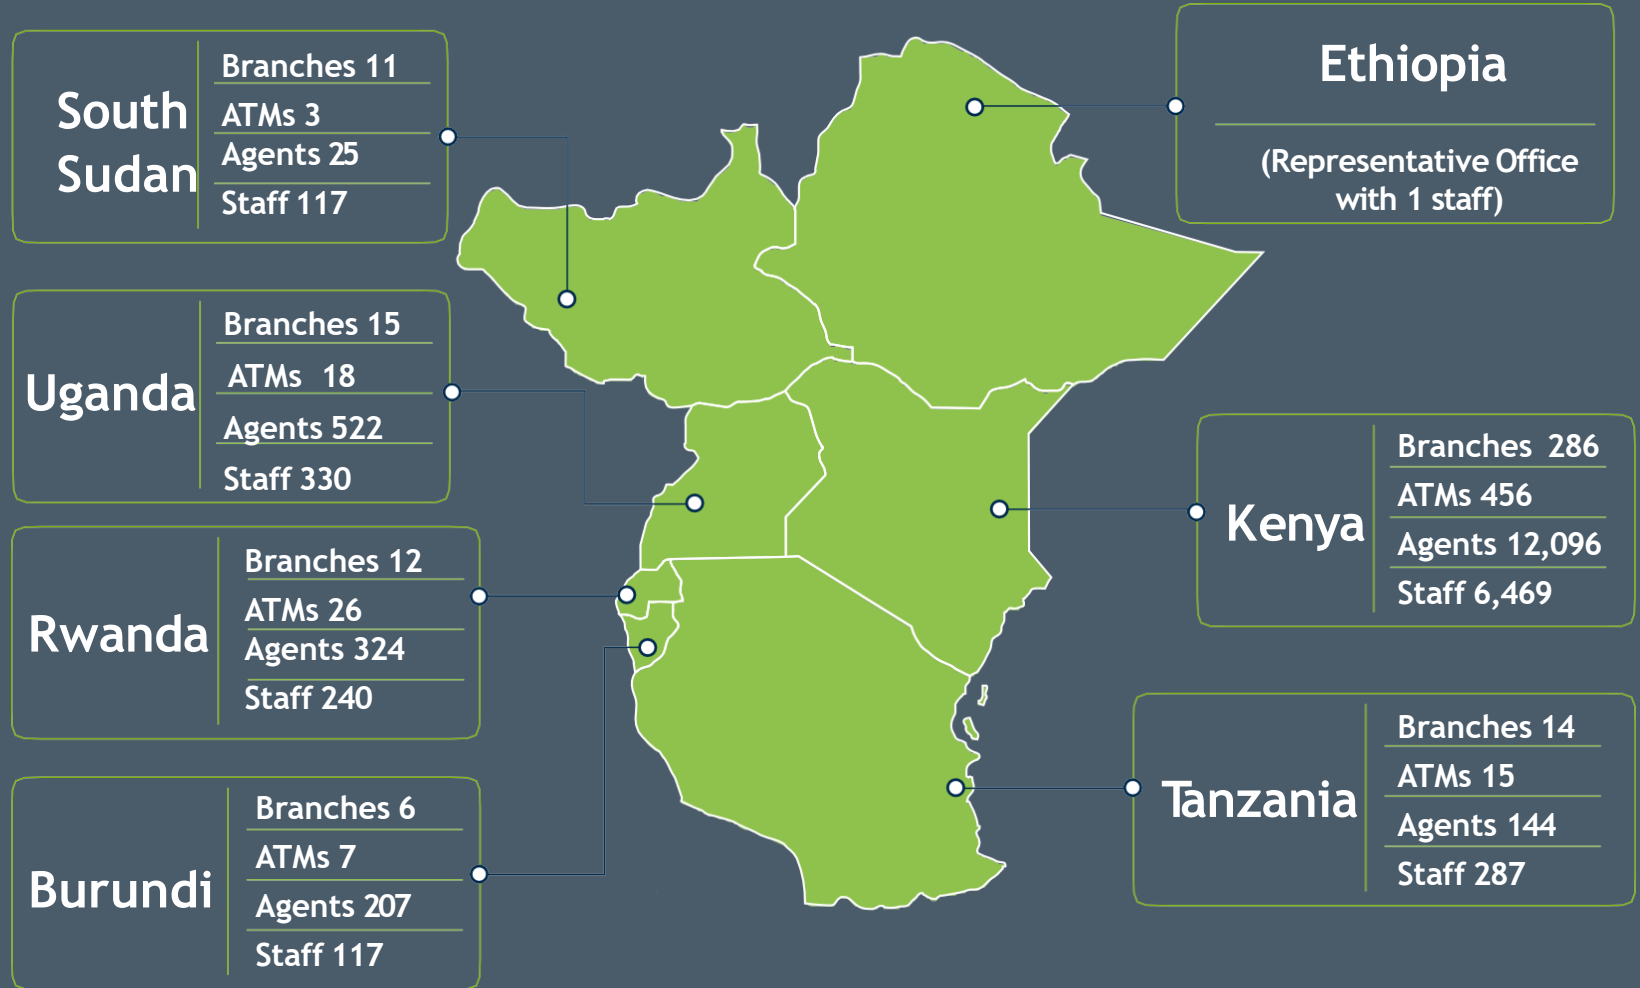 South
Sudan
Branches 11
ATMs 3
Agents 25
Staff 117
Ethiopia
(Representative Office
with 1 staff)
Uganda
Branches 15
ATMs 18
Agents 522
Staff 330
Kenya
Branches 286
ATMs 456
Agents 12,096
Staff 6,469
Rwanda
Branches 12
ATMs 26
Agents 324
Staff 240
Tanzania
Branches 14
ATMs 15
Agents 144
Staff 287
Burundi
Branches 6
ATMs 7
Agents 207
Staff 117